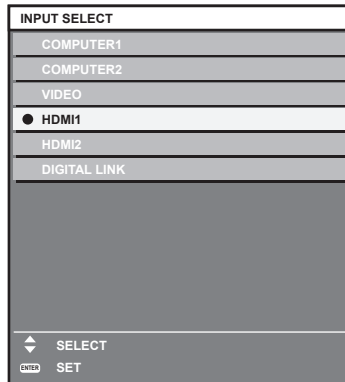 INPUT SELECT
COMPUTER1
COMPUTER2
VIDEO
HDMI1
HDMI2
DIGITAL LINK
SELECT
ENTER SET